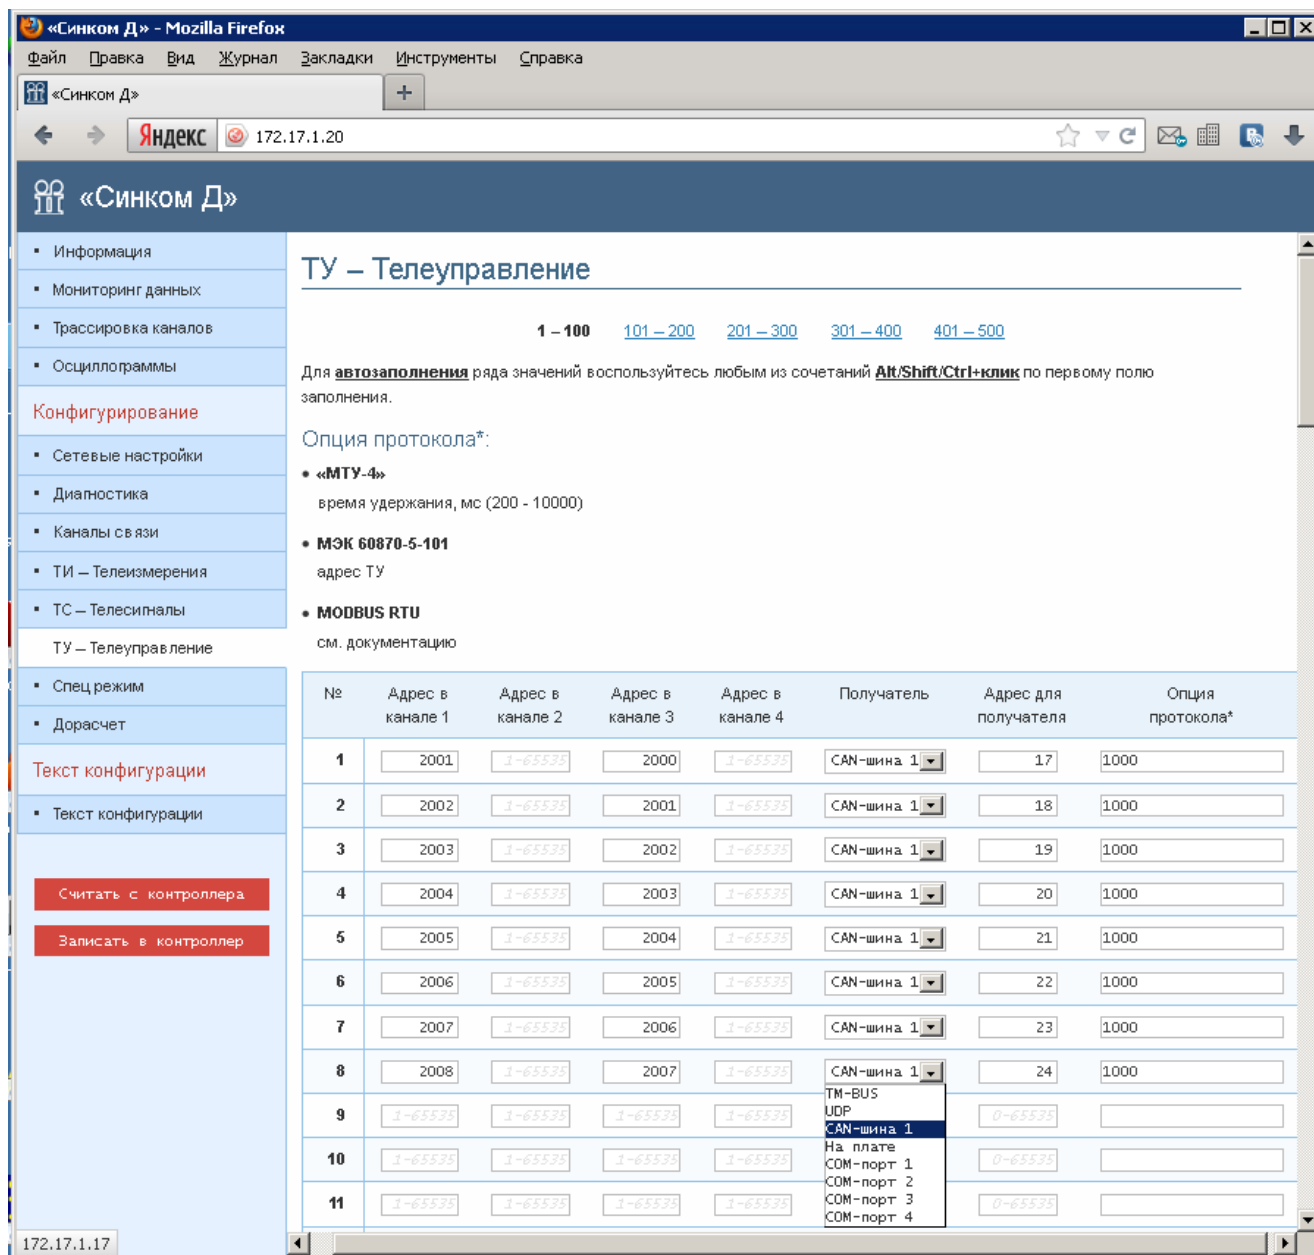 «Синком Д» - Mozilla Firefox
Файл Правка Вид Журнал Закладки Инструменты Справка
«Синком Д» +
Яндекс 172.17.1.20
«Синком Д»
Информация
Мониторинг данных
Трассировка каналов
Осциллограммы
Конфигурирование
Сетевые настройки
Диагностика
Каналы связи
ТИ – Телеизмерения
ТС – Телесигналы
ТУ – Телеуправление
Спец режим
Дорасчет
Текст конфигурации
Текст конфигурации
Считать с контроллера
Записать в контроллер
ТУ – Телеуправление
1 – 100 101 – 200 201 – 300 301 – 400 401 – 500
Для автозаполнения ряда значений воспользуйтесь любым из сочетаний Alt/Shift/Ctrl+клик по первому полю
заполнения.
Опция протокола*:
• «МТУ-4»
время удержания, мс (200 - 10000)
• МЭК 60870-5-101
адрес ТУ
• MODBUS RTU
см. документацию
№ Адрес в канале 1 Адрес в канале 2 Адрес в канале 3 Адрес в канале 4 Получатель Адрес для получателя Опция протокола*
1 2001 1-65535 2000 1-65535 CAN-шина 1 17 1000
2 2002 1-65535 2001 1-65535 CAN-шина 1 18 1000
3 2003 1-65535 2002 1-65535 CAN-шина 1 19 1000
4 2004 1-65535 2003 1-65535 CAN-шина 1 20 1000
5 2005 1-65535 2004 1-65535 CAN-шина 1 21 1000
6 2006 1-65535 2005 1-65535 CAN-шина 1 22 1000
7 2007 1-65535 2006 1-65535 CAN-шина 1 23 1000
8 2008 1-65535 2007 1-65535 CAN-шина 1 24 1000
9 1-65535 1-65535 1-65535 1-65535 0-65535
10 1-65535 1-65535 1-65535 1-65535 0-65535
11 1-65535 1-65535 1-65535 1-65535 0-65535
TM-BUS
UDP
CAN-шина 1
На плате
COM-порт 1
COM-порт 2
COM-порт 3
COM-порт 4
172.17.1.17